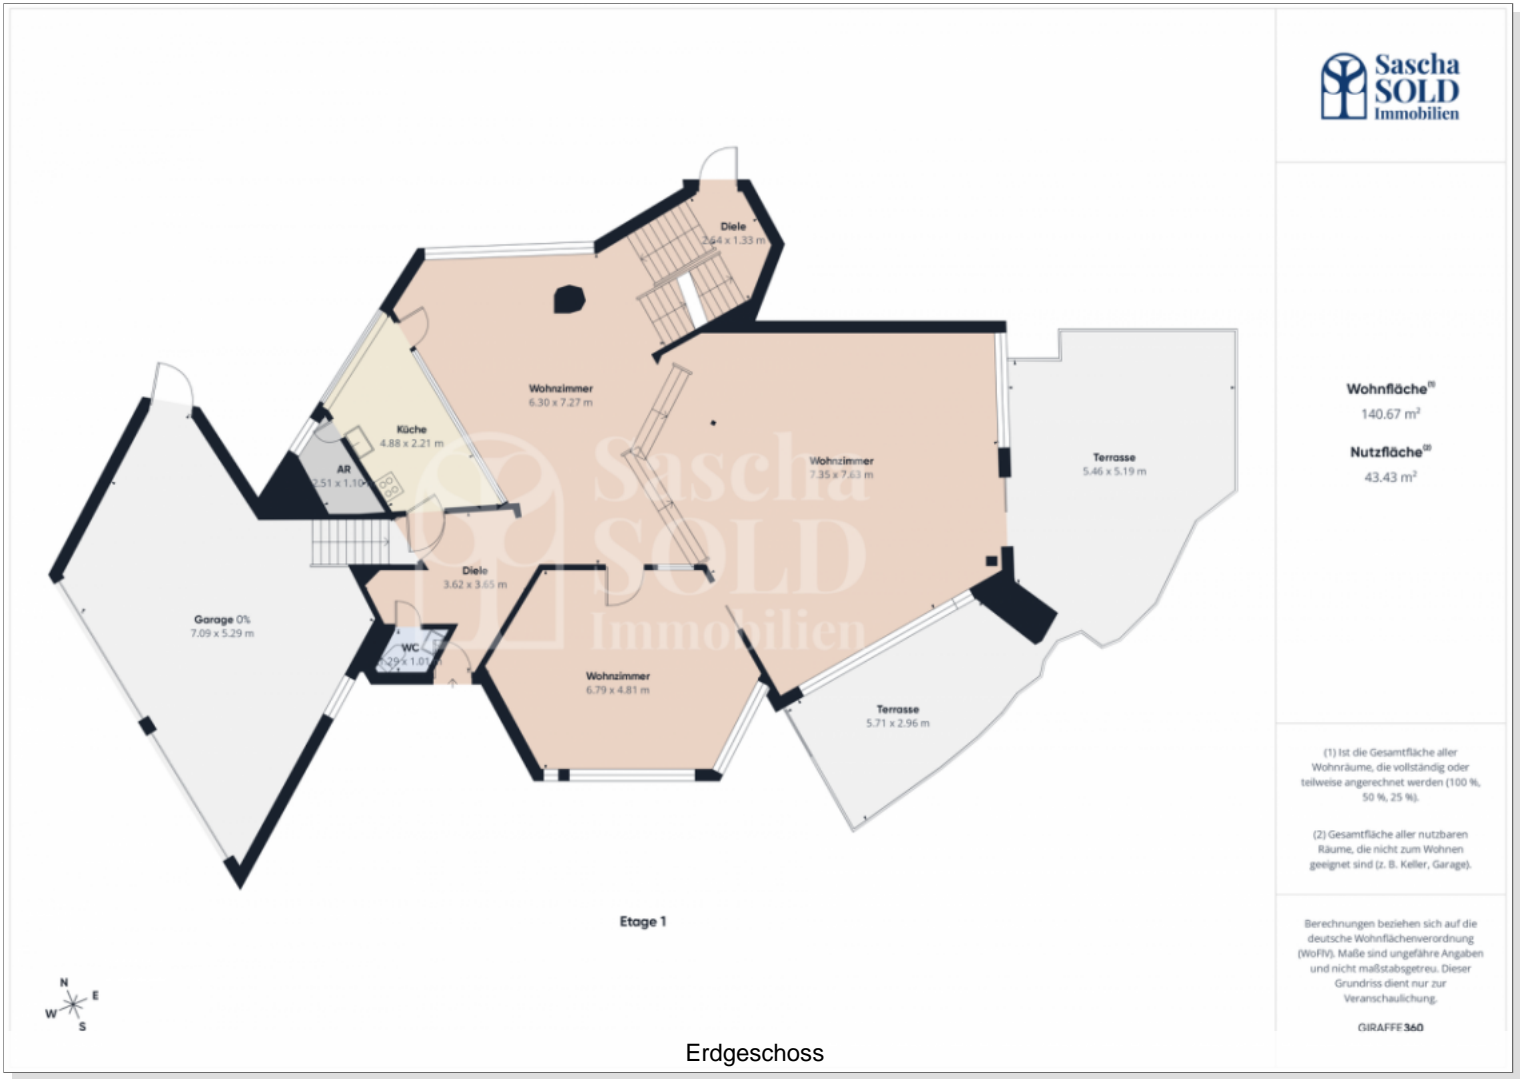 Sascha
SOLD
Immobilien
Diele
2.64 x 1.33 m
Wohnzimmer
6.30 x 7.27 m
Küche
4.88 x 2.21 m
AR
2.51 x 1.10
Wohnzimmer
7.35 x 7.63 m
Terrasse
5.46 x 5.19 m
Sascha
SOLD
Immobilien
Diele
3.62 x 3.65 m
Garage 0%
7.09 x 5.29 m
WC
x 1.01
Wohnzimmer
6.79 x 4.81 m
Terrasse
5.71 x 2.96 m
Etage 1
N
E
W
S
Wohnfläche(1)
140.67 m²
Nutzfläche(2)
43.43 m²
(1) Ist die Gesamtfläche aller
Wohnräume, die vollständig oder
teilweise angerechnet werden (100 %,
50 %, 25 %).
(2) Gesamtfläche aller nutzbaren
Räume, die nicht zum Wohnen
geeignet sind (z. B. Keller, Garage).
Berechnungen beziehen sich auf die
deutsche Wohnflächenverordnung
(WoFlV). Maße sind ungefähre Angaben
und nicht maßstabsgetreu. Dieser
Grundriss dient nur zur
Veranschaulichung.
GIRAFFE360
Erdgeschoss